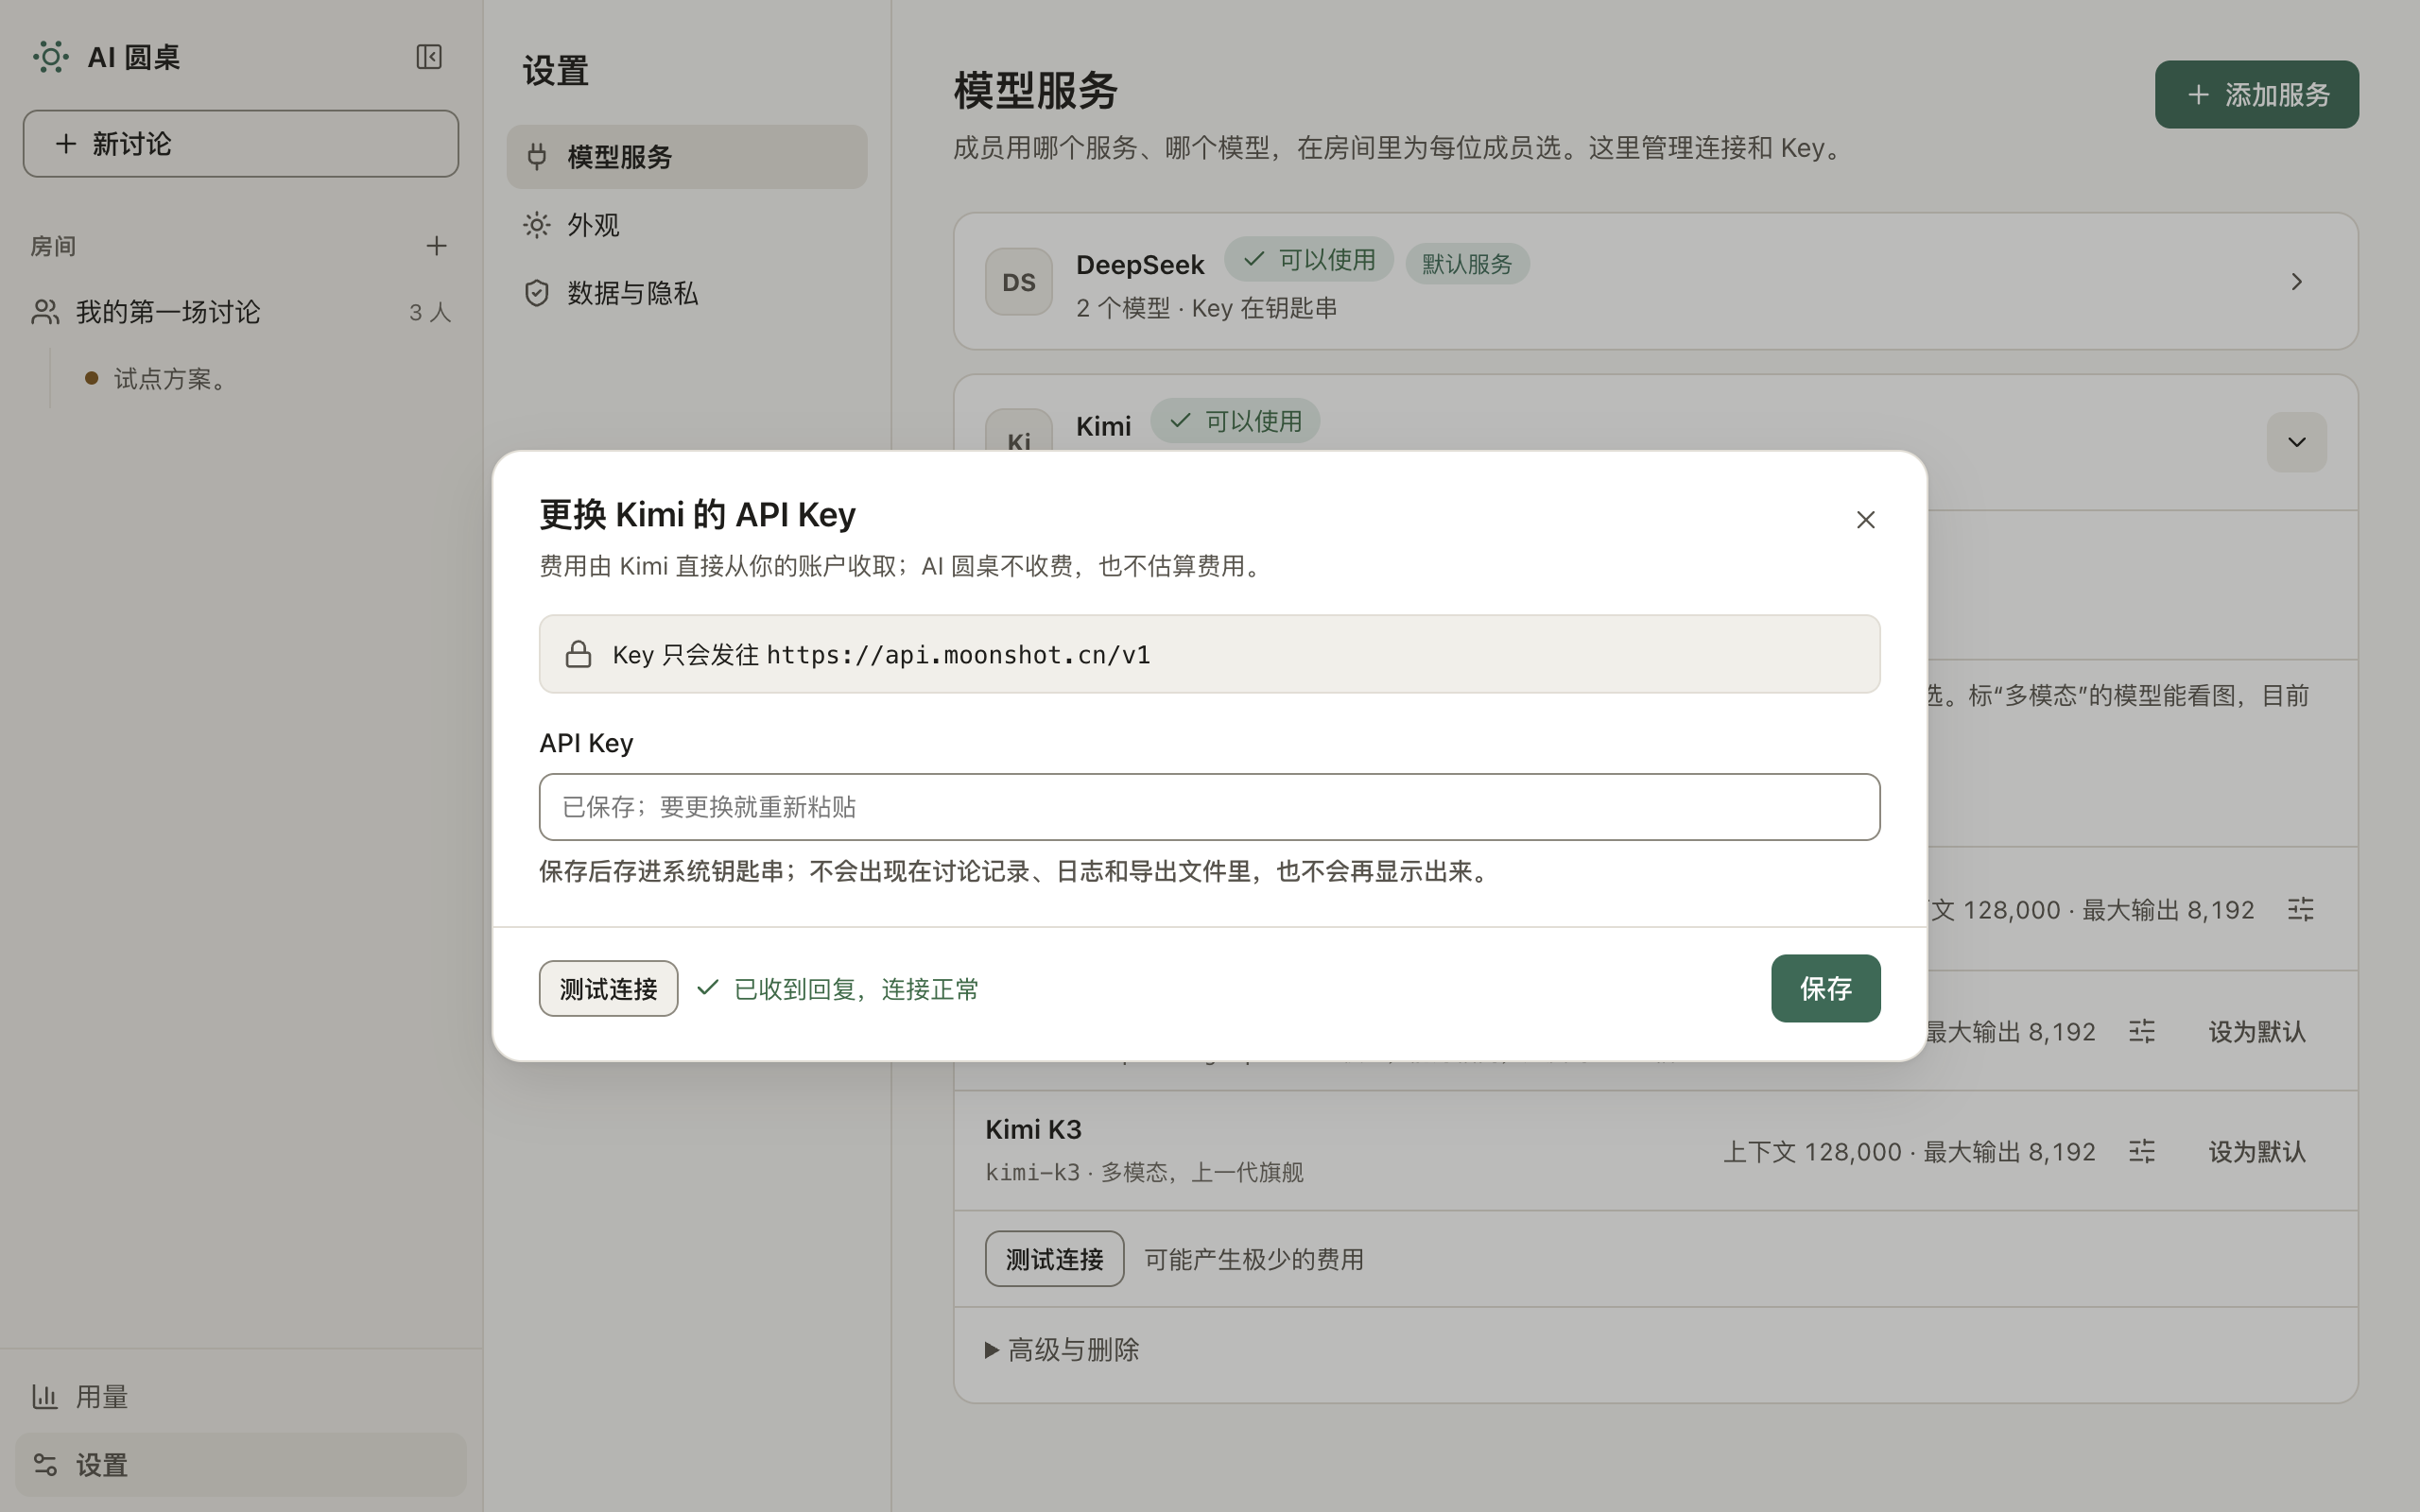 AI 圆桌
新讨论
房间
我的第一场讨论 3 人
试点方案。
用量
设置
设置
模型服务
外观
数据与隐私
模型服务
添加服务
成员用哪个服务、哪个模型，在房间里为每位成员选。这里管理连接和 Key。
DS
DeepSeek 可以使用 默认服务
2 个模型 · Key 在钥匙串
Ki
Kimi 可以使用
更换 Kimi 的 API Key
费用由 Kimi 直接从你的账户收取；AI 圆桌不收费，也不估算费用。
Key 只会发往 https://api.moonshot.cn/v1
API Key
已保存；要更换就重新粘贴
保存后存进系统钥匙串；不会出现在讨论记录、日志和导出文件里，也不会再显示出来。
测试连接 已收到回复，连接正常
保存
选。标“多模态”的模型能看图，目前
文 128,000 · 最大输出 8,192
最大输出 8,192 设为默认
Kimi K3
kimi-k3 · 多模态，上一代旗舰
上下文 128,000 · 最大输出 8,192 设为默认
测试连接 可能产生极少的费用
高级与删除